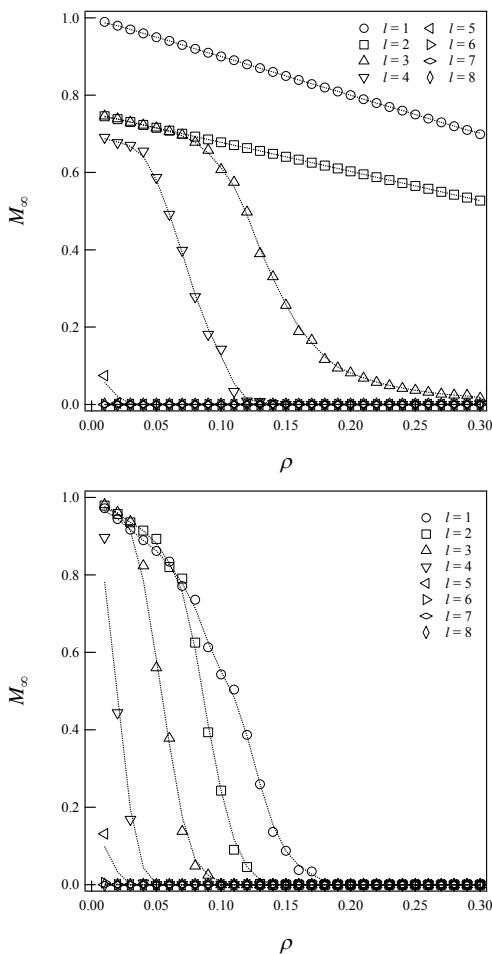 1.0
0.8
0.6
0.4
0.2
0.0
M∞
l = 1
l = 2
l = 3
l = 4
l = 5
l = 6
l = 7
l = 8
0.00 0.05 0.10 0.15 0.20 0.25 0.30
ρ
1.0
0.8
0.6
0.4
0.2
0.0
M∞
l = 1
l = 2
l = 3
l = 4
l = 5
l = 6
l = 7
l = 8
0.00 0.05 0.10 0.15 0.20 0.25 0.30
ρ